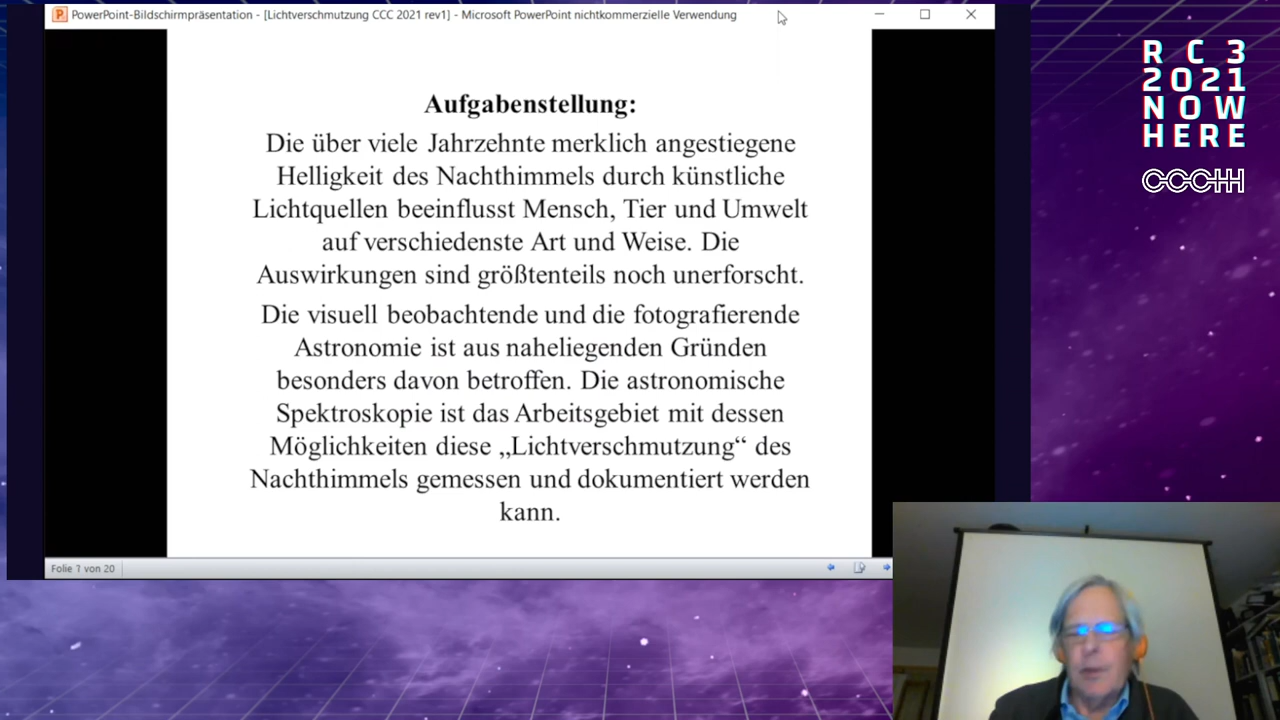 PowerPoint-Bildschirmpräsentation - [Lichtverschmutzung CCC 2021 rev1] - Microsoft PowerPoint nichtkommerzielle Verwendung
RC3
2021
NOW
HERE
CCCHH
Aufgabenstellung:
Die über viele Jahrzehnte merklich angestiegene
Helligkeit des Nachthimmels durch künstliche
Lichtquellen beeinflusst Mensch, Tier und Umwelt
auf verschiedenste Art und Weise. Die
Auswirkungen sind größtenteils noch unerforscht.
Die visuell beobachtende und die fotografierende
Astronomie ist aus naheliegenden Gründen
besonders davon betroffen. Die astronomische
Spektroskopie ist das Arbeitsgebiet mit dessen
Möglichkeiten diese „Lichtverschmutzung“ des
Nachthimmels gemessen und dokumentiert werden
kann.
Folie 7 von 20